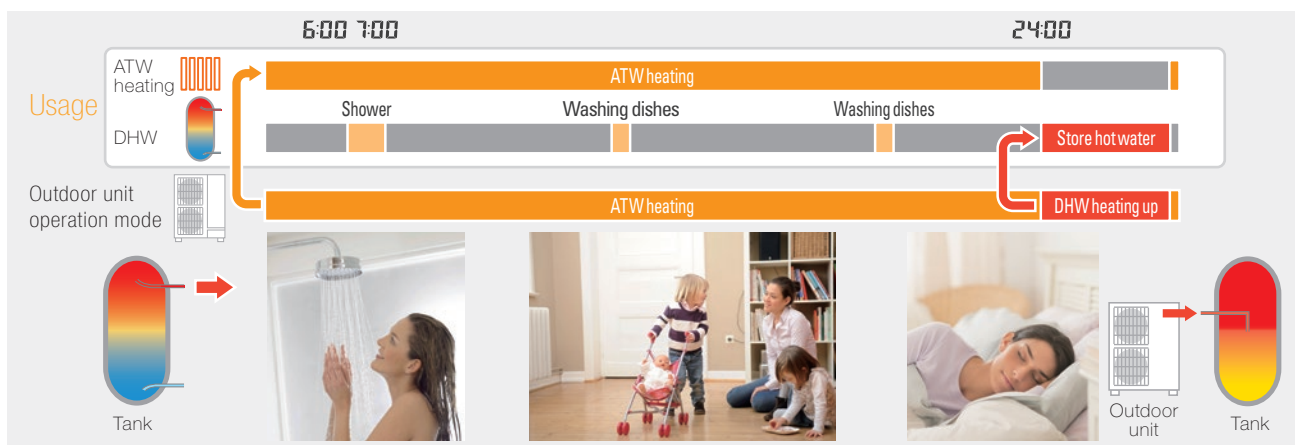 6:00 7:00 24:00
Usage
ATW
heating
ATW heating
Shower Washing dishes Washing dishes
DHW
Store hot water
Outdoor unit
operation mode
ATW heating DHW heating up
Tank
Outdoor
unit
Tank